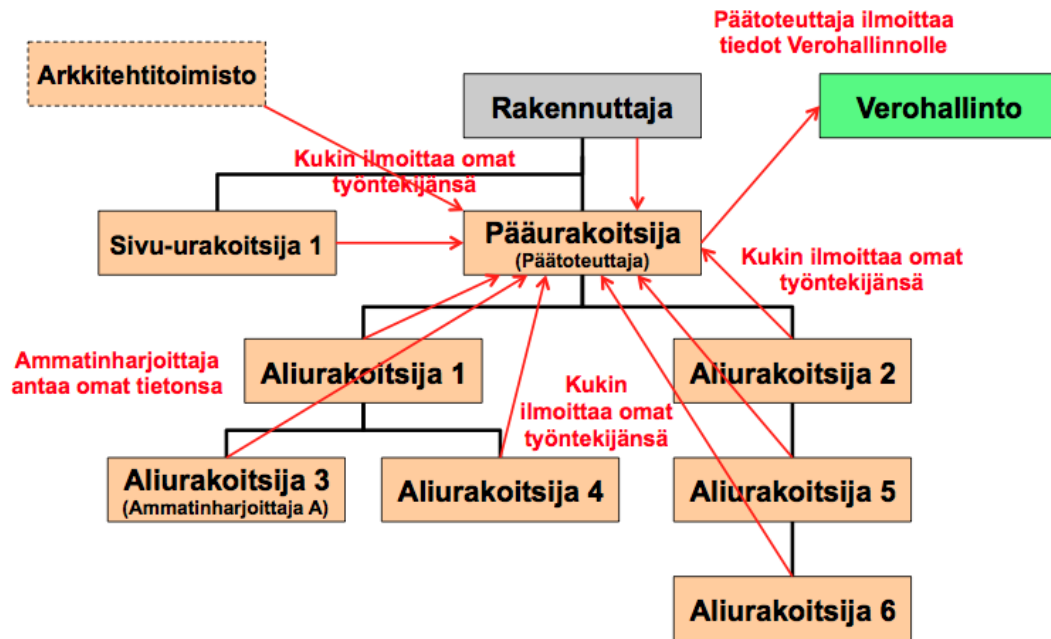 Päätoteuttaja ilmoittaa
tiedot Verohallinnolle
Arkkitehtitoimisto
Rakennuttaja
Verohallinto
Kukin ilmoittaa omat
työntekijänsä
Sivu-urakoitsija 1
Pääurakoitsija
(Päätoteuttaja)
Kukin ilmoittaa omat
työntekijänsä
Ammatinharjoittaja
antaa omat tietonsa
Aliurakoitsija 1
Kukin
ilmoittaa omat
työntekijänsä
Aliurakoitsija 2
Aliurakoitsija 3
(Ammatinharjoittaja A)
Aliurakoitsija 4
Aliurakoitsija 5
Aliurakoitsija 6